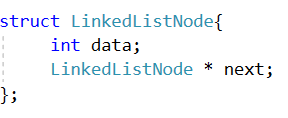 struct LinkedListNode{
    int data;
    LinkedListNode * next;
};